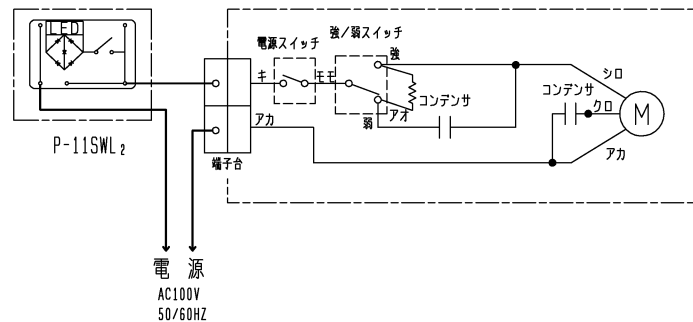 LED
P-11SWL2
電源
AC100V
50/60HZ
端子台
キ
アカ
電源スイッチ
モモ
強/弱スイッチ
強
弱
アオ
コンデンサ
コンデンサ
シロ
クロ
アカ
M